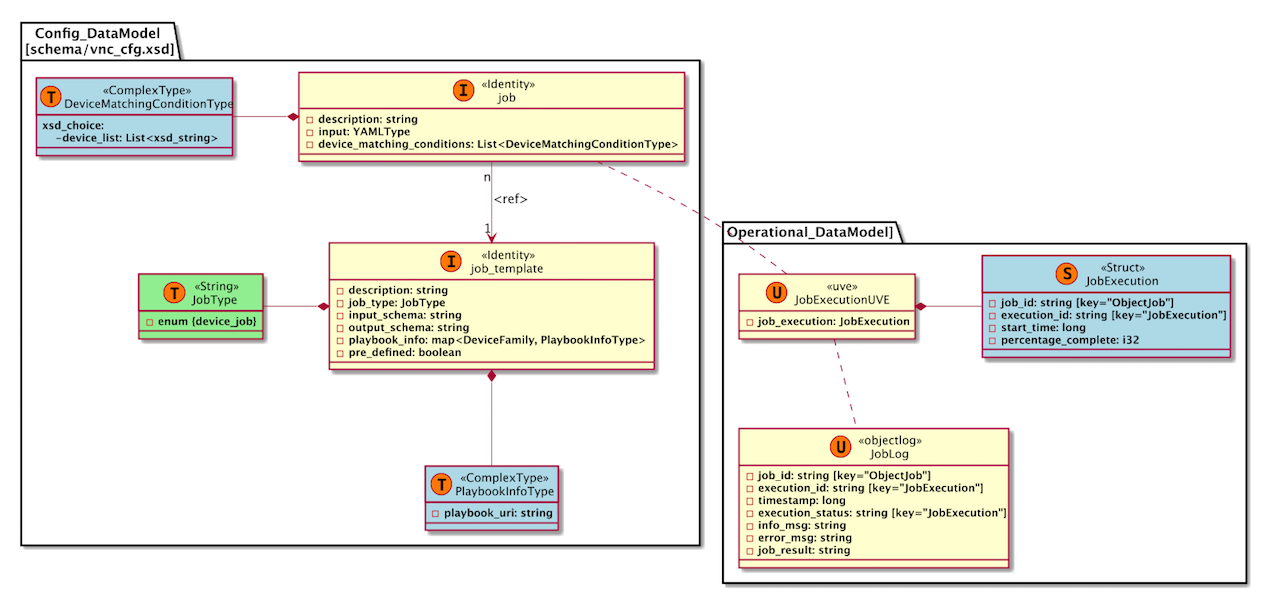 Config_DataModel
[schema/vnc_cfg.xsd]
T
«ComplexType»
DeviceMatchingConditionType
xsd_choice:
-device_list: List<xsd_string>
I
«Identity»
job
description: string
input: YAMLType
device_matching_conditions: List<DeviceMatchingConditionType>
n
<ref>
1
I
«Identity»
job_template
description: string
job_type: JobType
input_schema: string
output_schema: string
playbook_info: map<DeviceFamily, PlaybookInfoType>
pre_defined: boolean
T
«String»
JobType
enum {device_job}
T
«ComplexType»
PlaybookInfoType
playbook_uri: string
Operational_DataModel]
U
«uve»
JobExecutionUVE
job_execution: JobExecution
S
«Struct»
JobExecution
job_id: string [key="ObjectJob"]
execution_id: string [key="JobExecution"]
start_time: long
percentage_complete: i32
U
«objectlog»
JobLog
job_id: string [key="ObjectJob"]
execution_id: string [key="JobExecution"]
timestamp: long
execution_status: string [key="JobExecution"]
info_msg: string
error_msg: string
job_result: string